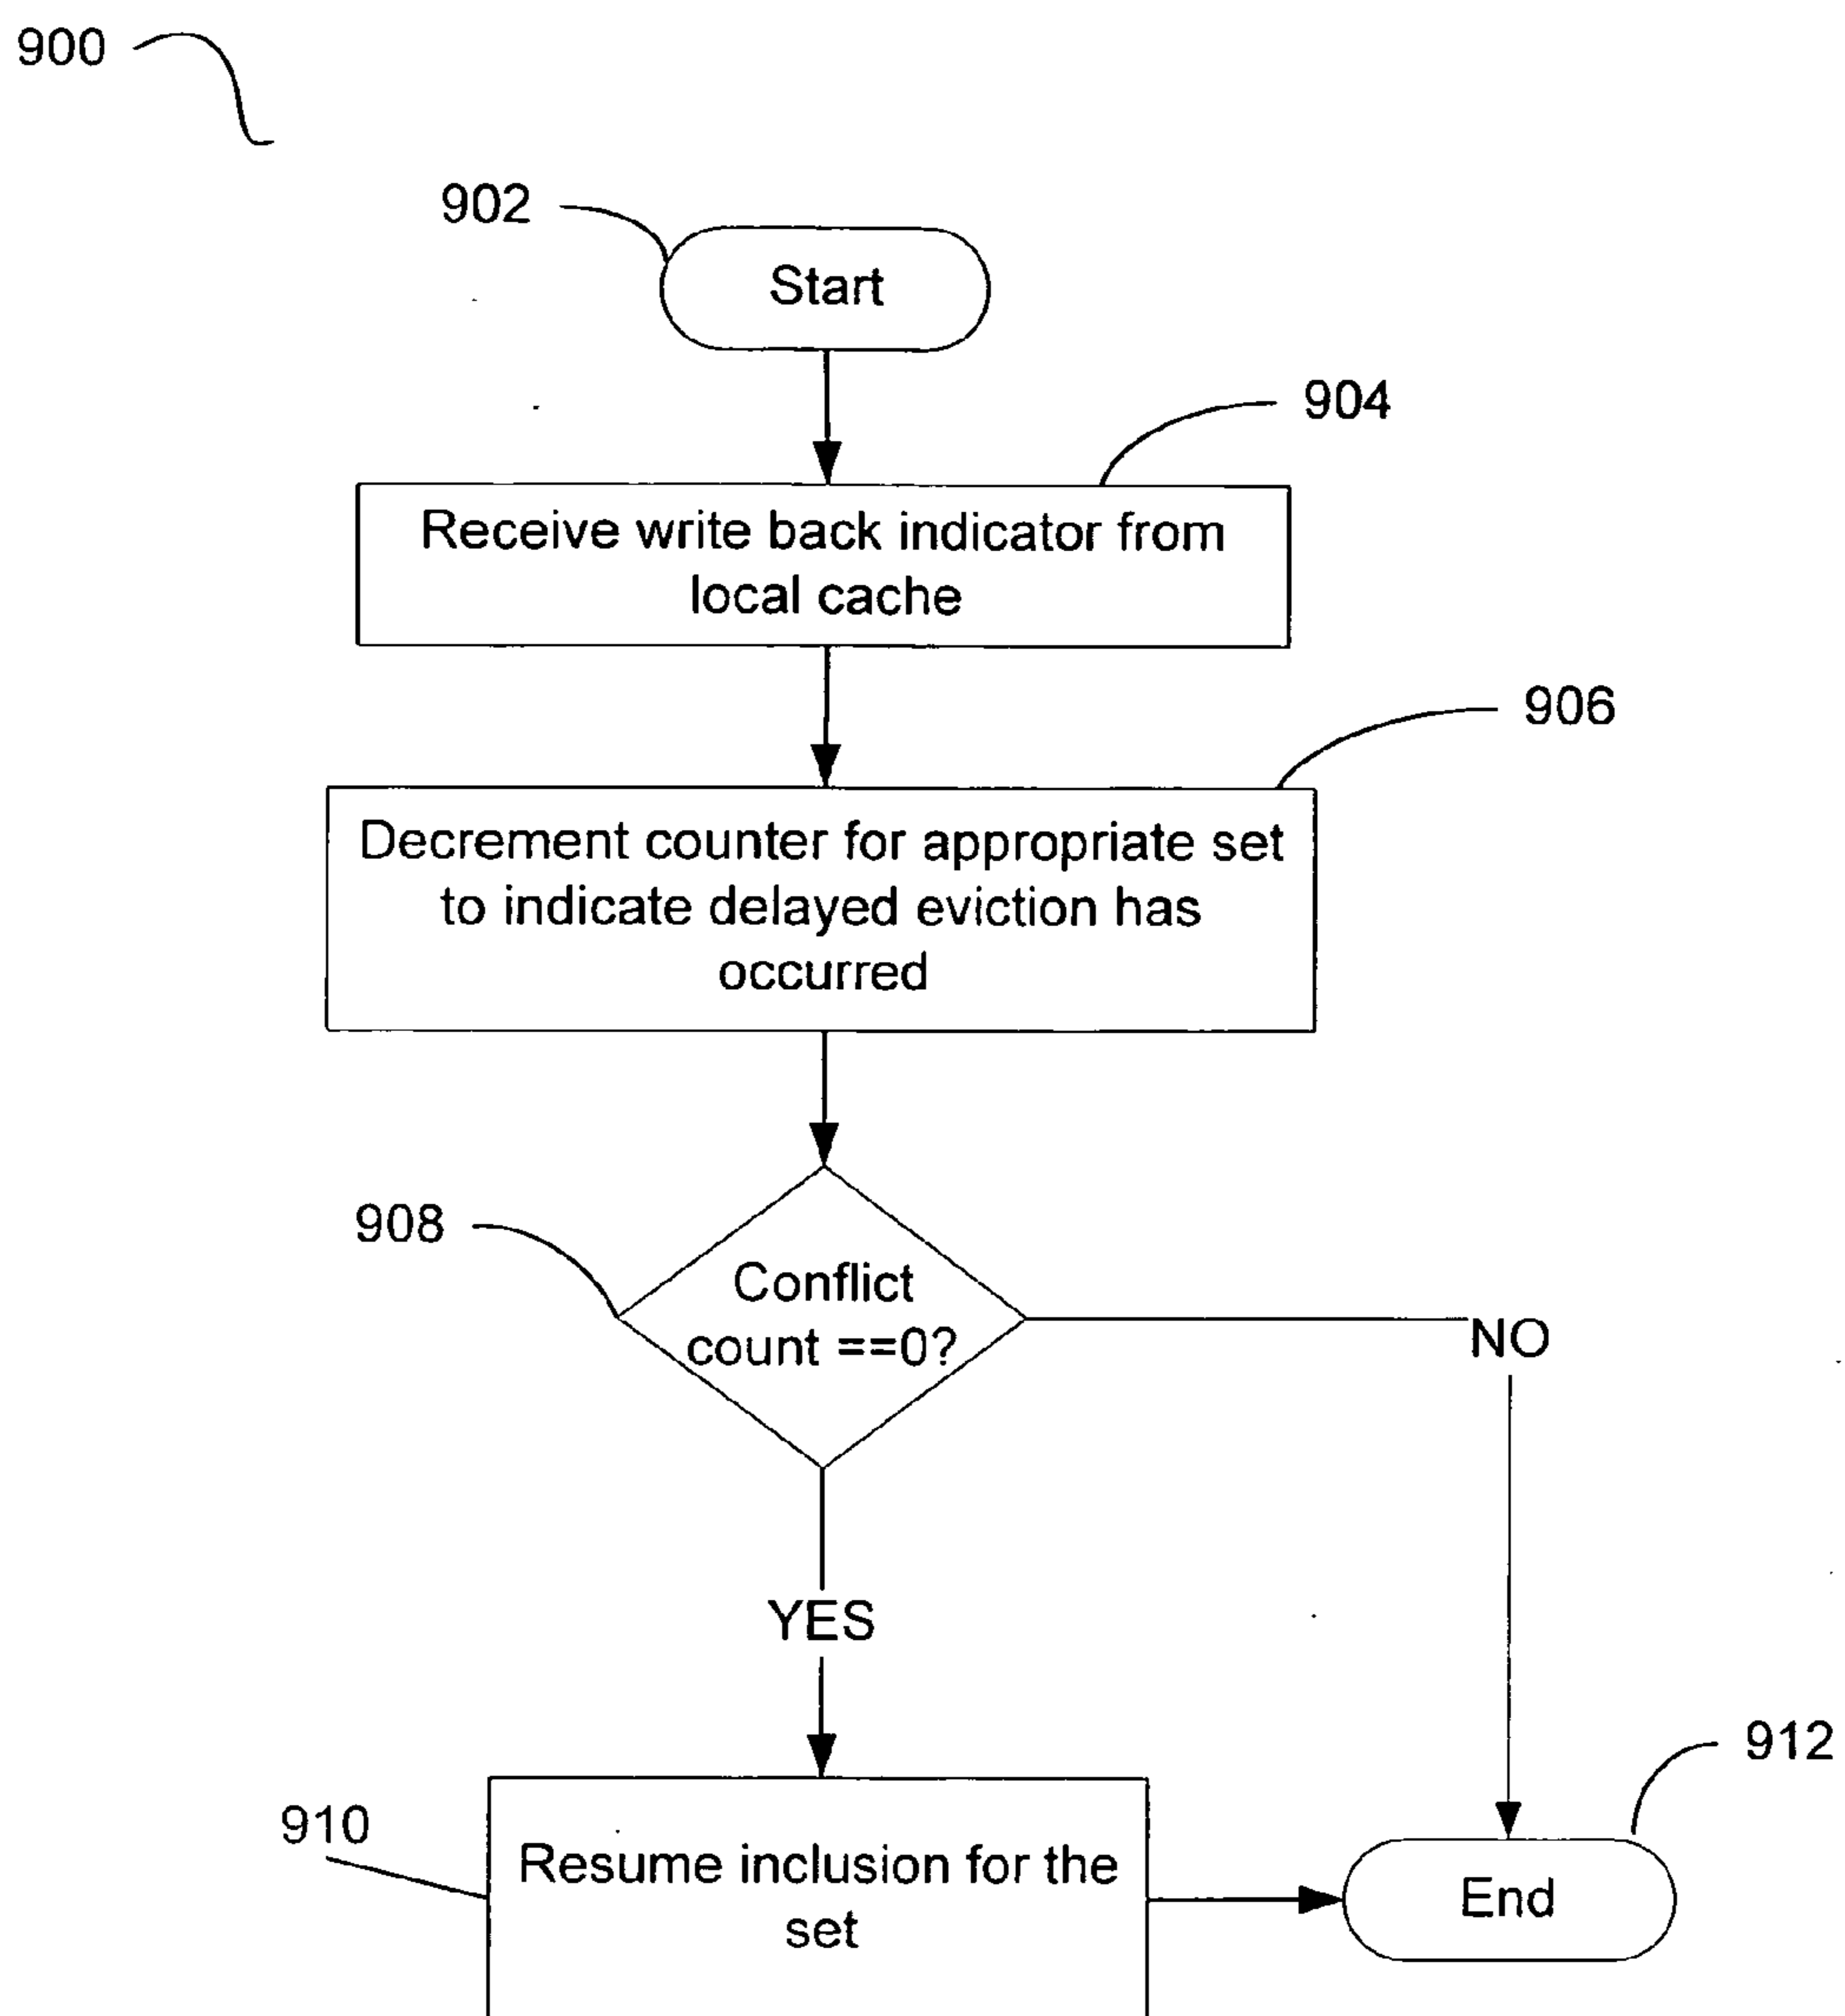 900
902
Start
904
Receive write back indicator from
local cache
906
Decrement counter for appropriate set
to indicate delayed eviction has
occurred
908
Conflict
count ==0?
NO
YES
912
910
Resume inclusion for the
set
End